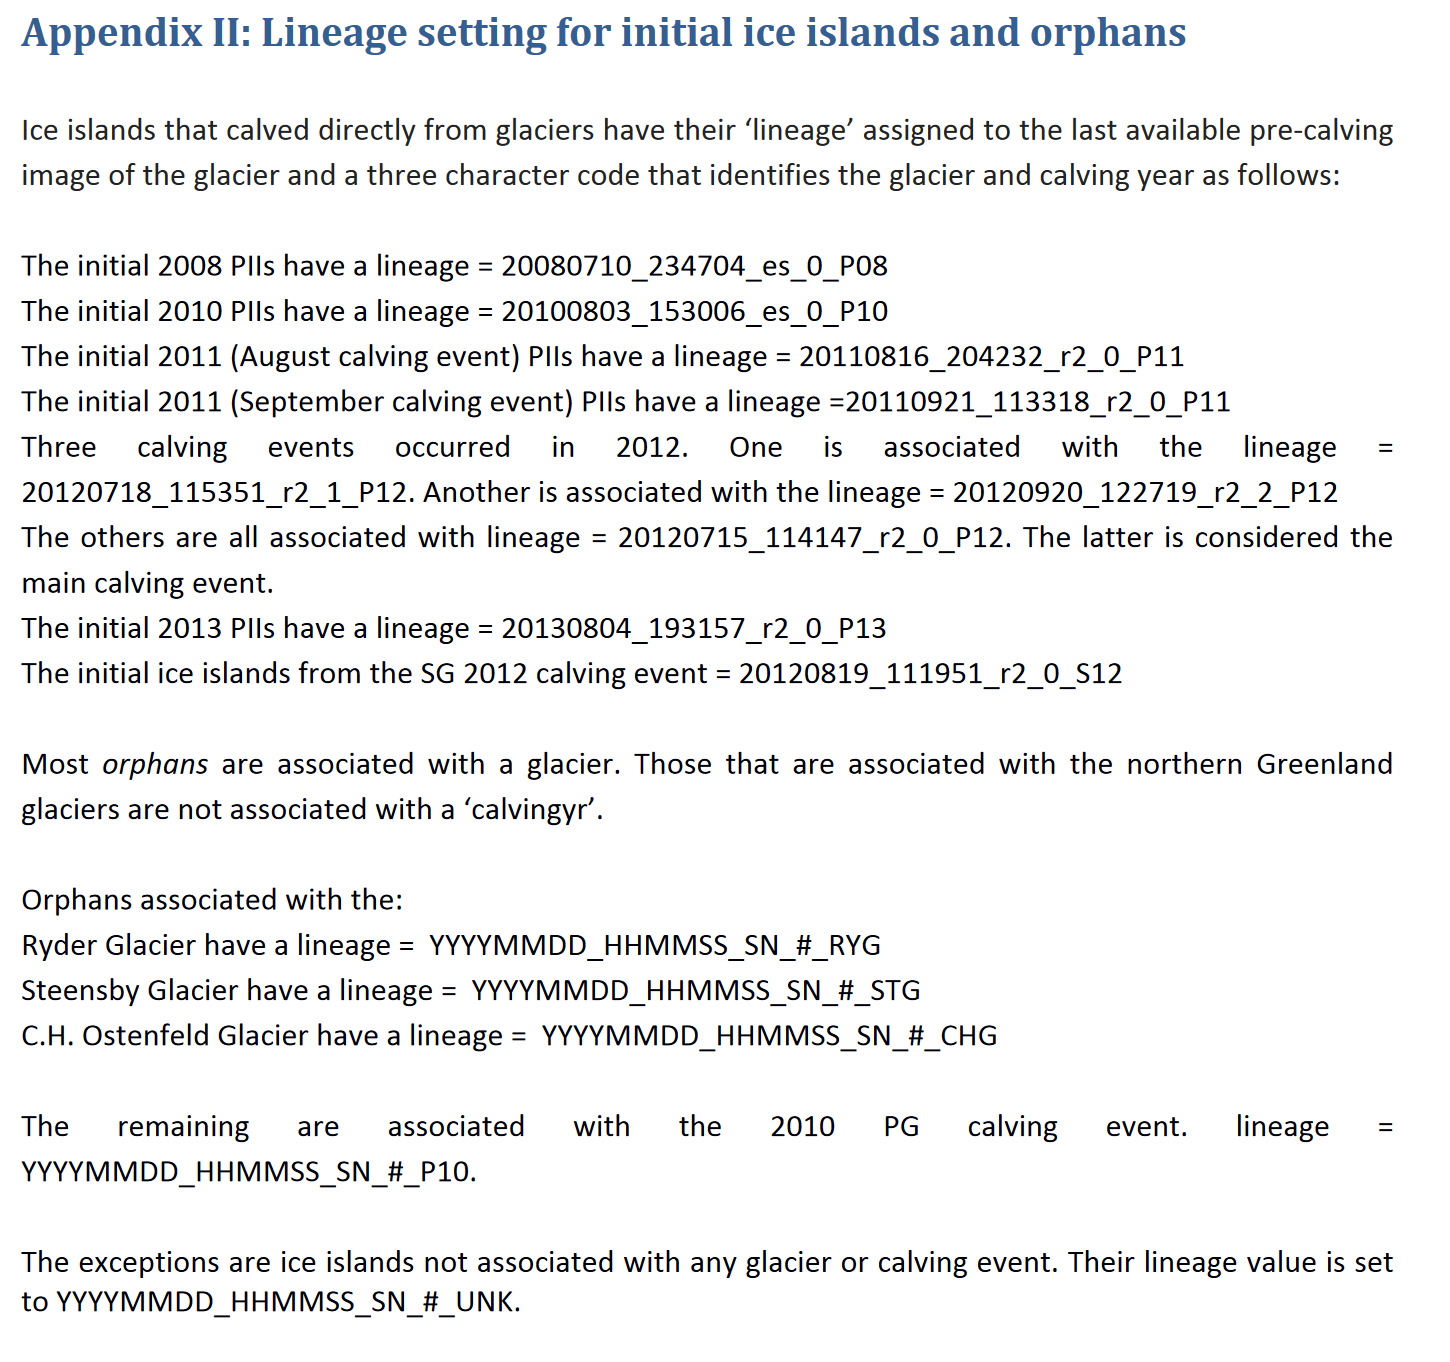 Appendix II: Lineage setting for initial ice islands and orphans
Ice islands that calved directly from glaciers have their ‘lineage’ assigned to the last available pre-calving
image of the glacier and a three character code that identifies the glacier and calving year as follows:
The initial 2008 PIIs have a lineage = 20080710_234704_es_0_P08
The initial 2010 PIIs have a lineage = 20100803_153006_es_0_P10
The initial 2011 (August calving event) PIIs have a lineage = 20110816_204232_r2_0_P11
The initial 2011 (September calving event) PIIs have a lineage =20110921_113318_r2_0_P11
Three calving events occurred in 2012. One is associated with the lineage =
20120718_115351_r2_1_P12. Another is associated with the lineage = 20120920_122719_r2_2_P12
The others are all associated with lineage = 20120715_114147_r2_0_P12. The latter is considered the
main calving event.
The initial 2013 PIIs have a lineage = 20130804_193157_r2_0_P13
The initial ice islands from the SG 2012 calving event = 20120819_111951_r2_0_S12
Most orphans are associated with a glacier. Those that are associated with the northern Greenland
glaciers are not associated with a ‘calvingyr’.
Orphans associated with the:
Ryder Glacier have a lineage = YYYYMMDD_HHMMSS_SN_#_RYG
Steensby Glacier have a lineage = YYYYMMDD_HHMMSS_SN_#_STG
C.H. Ostenfeld Glacier have a lineage = YYYYMMDD_HHMMSS_SN_#_CHG
The remaining are associated with the 2010 PG calving event. lineage =
YYYYMMDD_HHMMSS_SN_#_P10.
The exceptions are ice islands not associated with any glacier or calving event. Their lineage value is set
to YYYYMMDD_HHMMSS_SN_#_UNK.